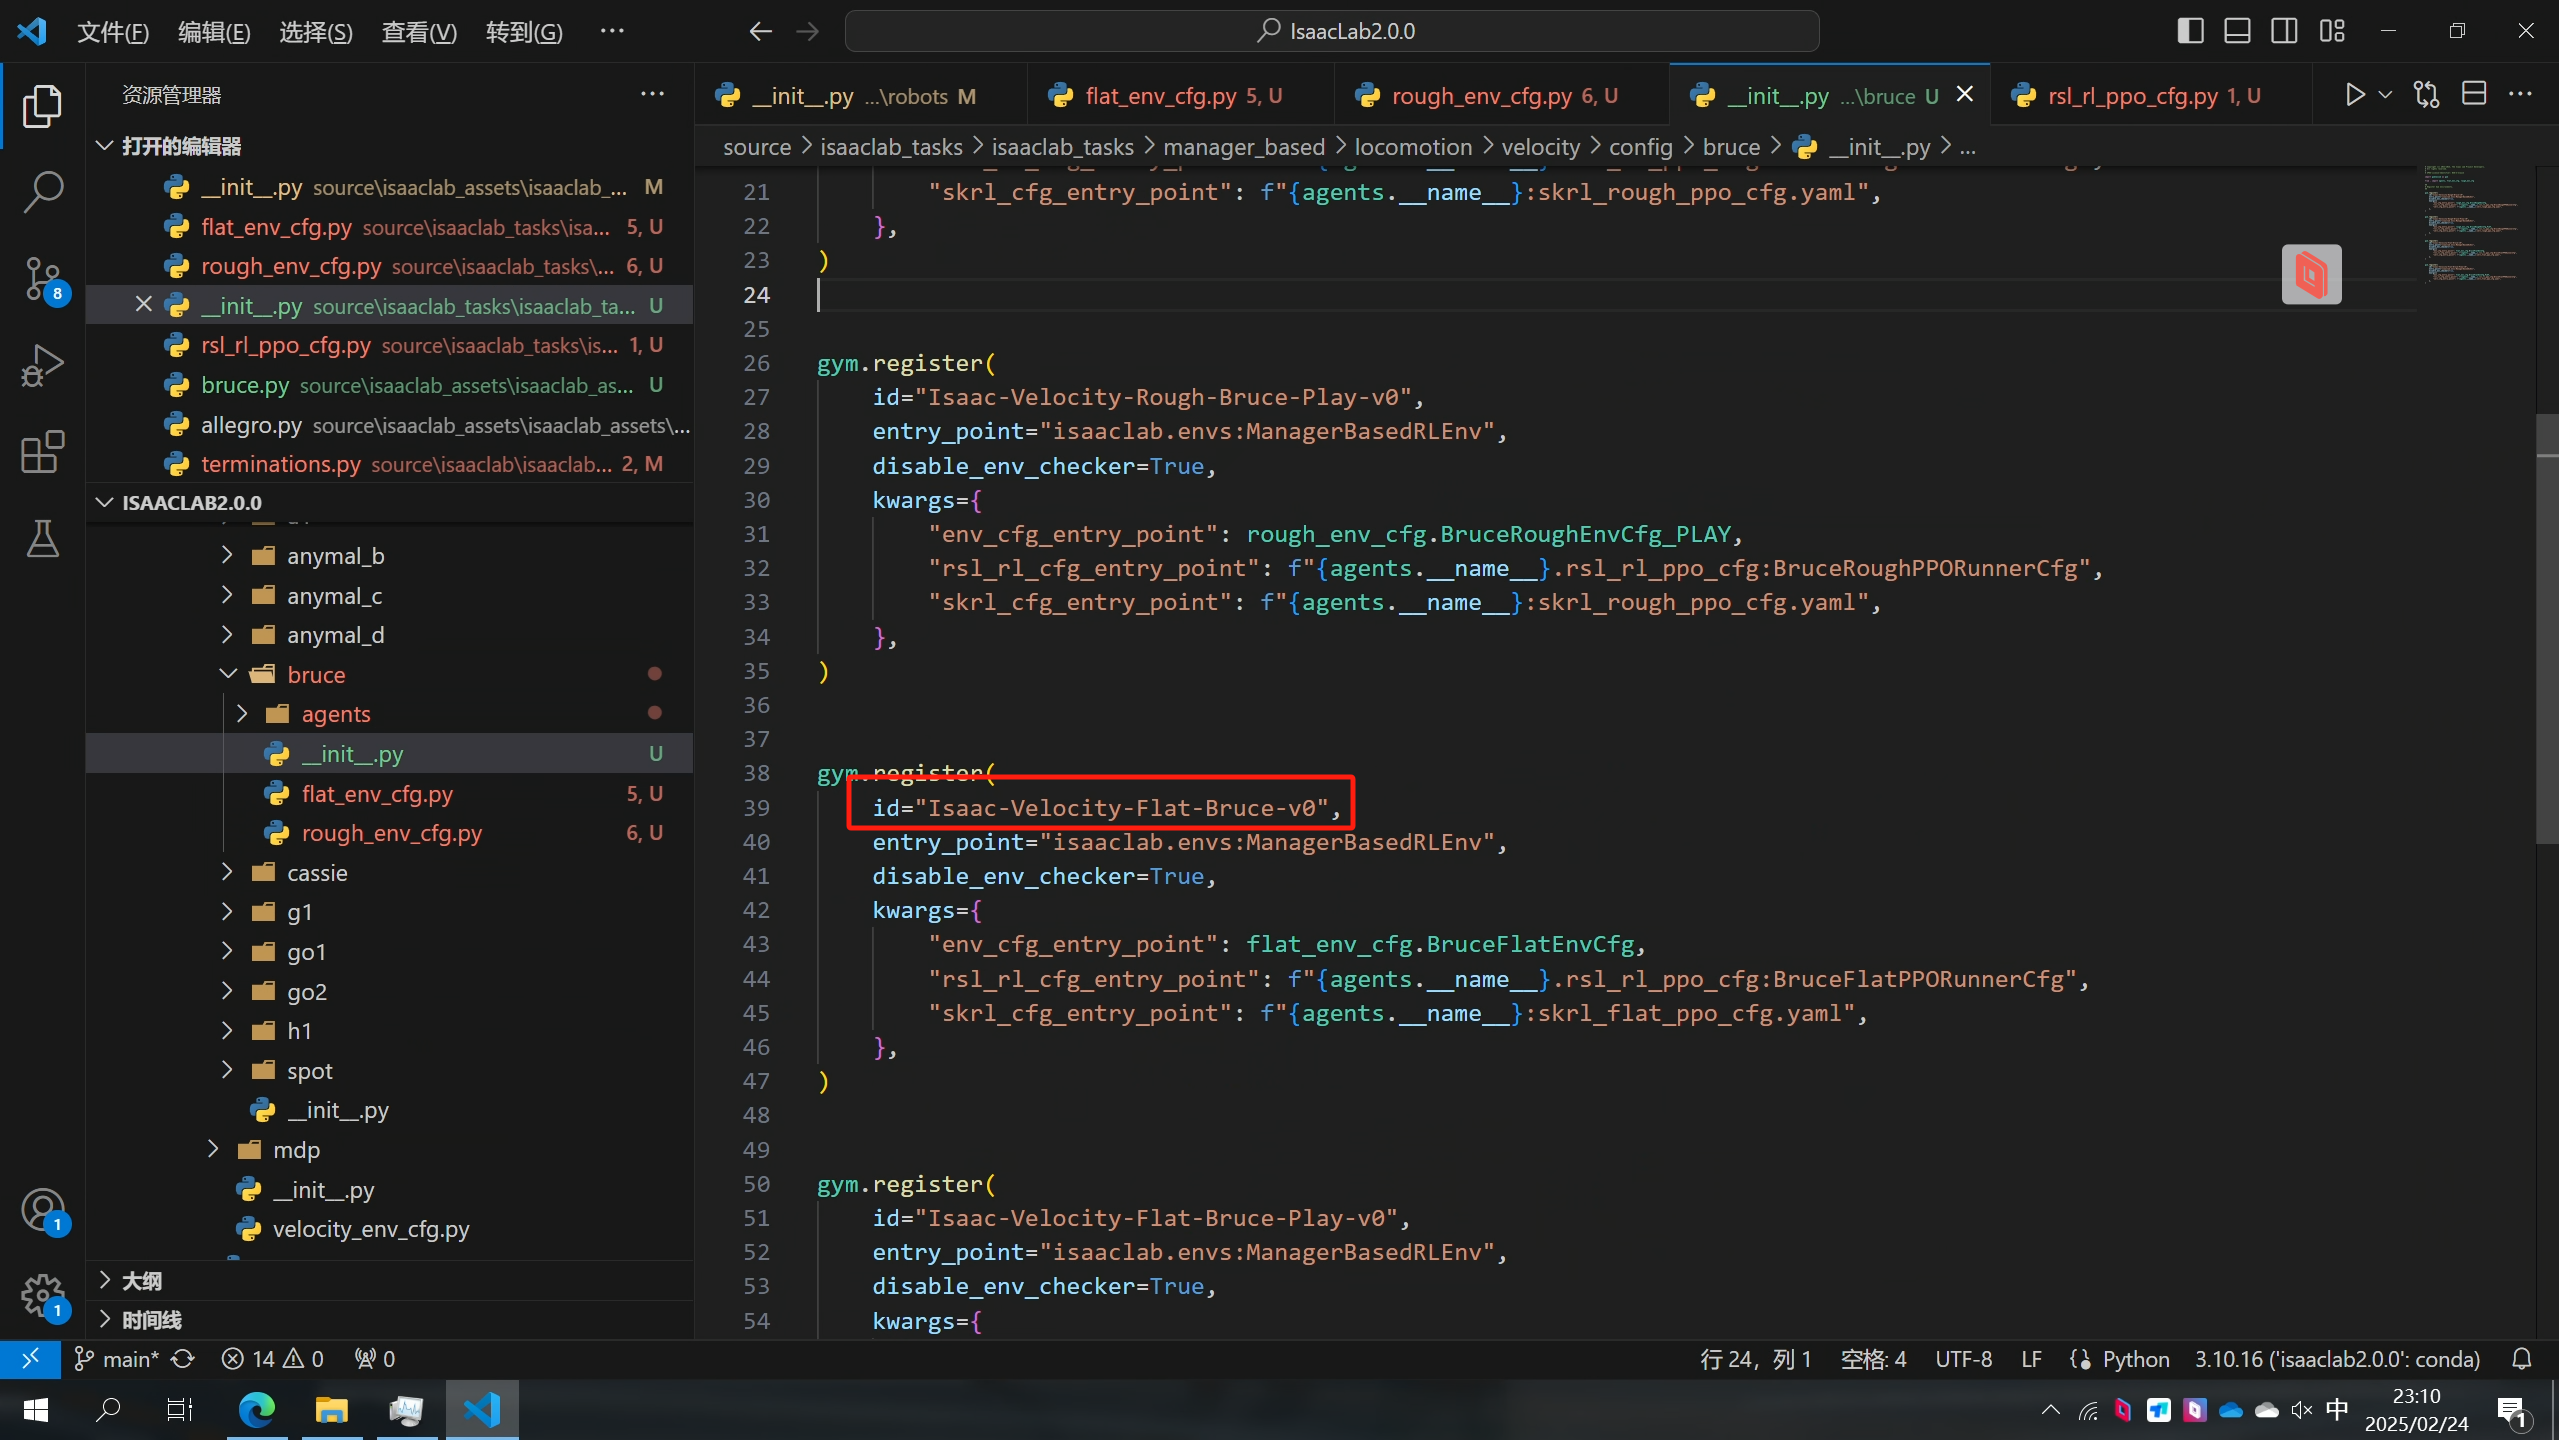 文件(F) 编辑(E) 选择(S) 查看(V) 转到(G) ...
IsaacLab2.0.0
资源管理器
打开的编辑器
__init__.py source\isaaclab_assets\isaaclab_... M
flat_env_cfg.py source\isaaclab_tasks\isa... 5, U
rough_env_cfg.py source\isaaclab_tasks\... 6, U
__init__.py source\isaaclab_tasks\isaaclab_ta... U
rsl_rl_ppo_cfg.py source\isaaclab_tasks\is... 1, U
bruce.py source\isaaclab_assets\isaaclab_as... U
allegro.py source\isaaclab_assets\isaaclab_assets\...
terminations.py source\isaaclab\isaaclab... 2, M
ISAACLAB2.0.0
anymal_b
anymal_c
anymal_d
bruce
agents
__init__.py U
flat_env_cfg.py 5, U
rough_env_cfg.py 6, U
cassie
g1
go1
go2
h1
spot
__init__.py
mdp
__init__.py
velocity_env_cfg.py
大纲
时间线
8
1
1
__init__.py ...\robots M
flat_env_cfg.py 5, U
rough_env_cfg.py 6, U
__init__.py ...\bruce U
rsl_rl_ppo_cfg.py 1, U
source > isaaclab_tasks > isaaclab_tasks > manager_based > locomotion > velocity > config > bruce > __init__.py > ...
21 "skrl_cfg_entry_point": f"{agents.__name__}:skrl_rough_ppo_cfg.yaml",
22 },
23 )
24
25
26 gym.register(
27 id="Isaac-Velocity-Rough-Bruce-Play-v0",
28 entry_point="isaaclab.envs:ManagerBasedRLEnv",
29 disable_env_checker=True,
30 kwargs={
31 "env_cfg_entry_point": rough_env_cfg.BruceRoughEnvCfg_PLAY,
32 "rsl_rl_cfg_entry_point": f"{agents.__name__}.rsl_rl_ppo_cfg:BruceRoughPPORunnerCfg",
33 "skrl_cfg_entry_point": f"{agents.__name__}:skrl_rough_ppo_cfg.yaml",
34 },
35 )
36
37
38 gym.register(
39 id="Isaac-Velocity-Flat-Bruce-v0",
40 entry_point="isaaclab.envs:ManagerBasedRLEnv",
41 disable_env_checker=True,
42 kwargs={
43 "env_cfg_entry_point": flat_env_cfg.BruceFlatEnvCfg,
44 "rsl_rl_cfg_entry_point": f"{agents.__name__}.rsl_rl_ppo_cfg:BruceFlatPPORunnerCfg",
45 "skrl_cfg_entry_point": f"{agents.__name__}:skrl_flat_ppo_cfg.yaml",
46 },
47 )
48
49
50 gym.register(
51 id="Isaac-Velocity-Flat-Bruce-Play-v0",
52 entry_point="isaaclab.envs:ManagerBasedRLEnv",
53 disable_env_checker=True,
54 kwargs={
main* 14 0 0
行 24, 列 1 空格: 4 UTF-8 LF Python 3.10.16 ('isaaclab2.0.0': conda)
中
23:10
2025/02/24
1